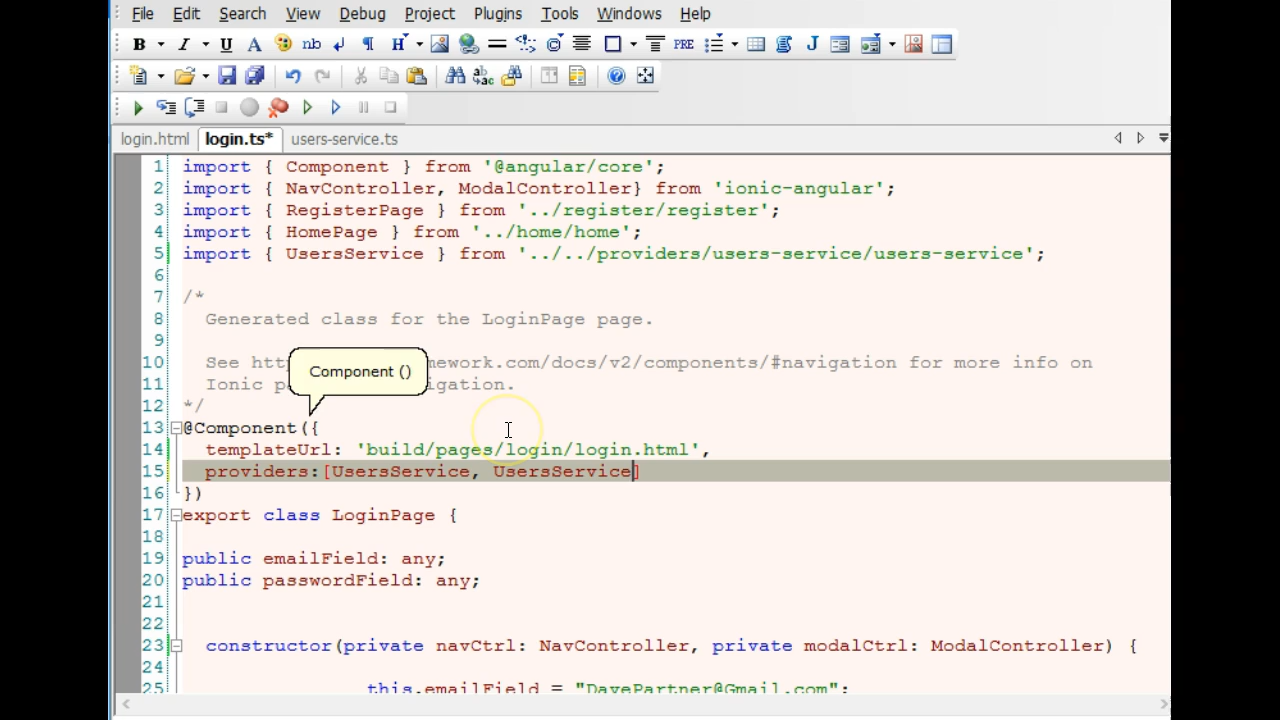 File Edit Search View Debug Project Plugins Tools Windows Help
B I U A nb ¶ H © PRE J
login.html login.ts* users-service.ts
1 import { Component } from '@angular/core';
2 import { NavController, ModalController} from 'ionic-angular';
3 import { RegisterPage } from '../register/register';
4 import { HomePage } from '../home/home';
5 import { UsersService } from '../../providers/users-service/users-service';
6
7 /*
8 Generated class for the LoginPage page.
9
10 See htt mework.com/docs/v2/components/#navigation for more info on
Component ()
11 Ionic p igation.
12 */
13 @Component({
14 templateUrl: 'build/pages/login/login.html',
15 providers:[UsersService, UsersService]
16 })
17 export class LoginPage {
18
19 public emailField: any;
20 public passwordField: any;
21
22
23 constructor(private navCtrl: NavController, private modalCtrl: ModalController) {
24
25 this.emailField = "DavePartner@Gmail.com";